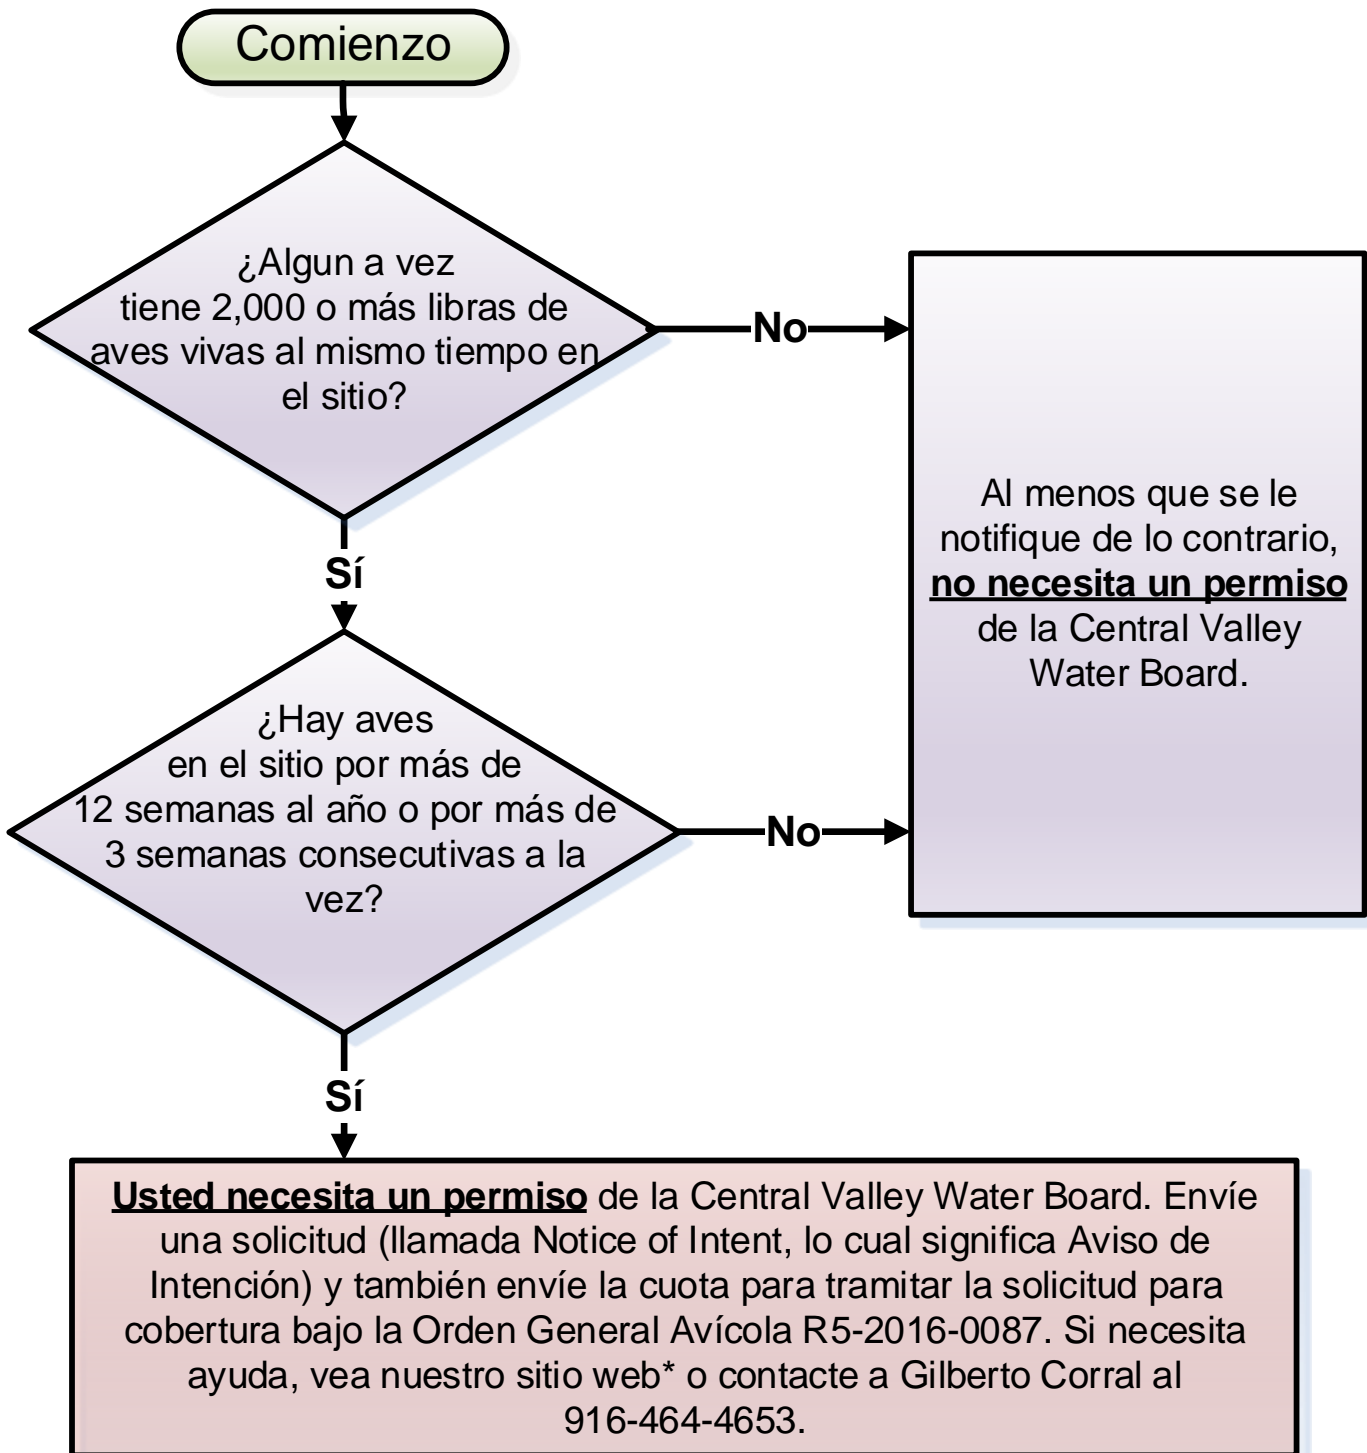 Comienzo
¿Algun a vez
tiene 2,000 o más libras de
aves vivas al mismo tiempo en
el sitio?
No
Sí
Al menos que se le
notifique de lo contrario,
no necesita un permiso
de la Central Valley
Water Board.
¿Hay aves
en el sitio por más de
12 semanas al año o por más de
3 semanas consecutivas a la
vez?
No
Sí
Usted necesita un permiso de la Central Valley Water Board. Envíe
una solicitud (llamada Notice of Intent, lo cual significa Aviso de
Intención) y también envíe la cuota para tramitar la solicitud para
cobertura bajo la Orden General Avícola R5-2016-0087. Si necesita
ayuda, vea nuestro sitio web* o contacte a Gilberto Corral al
916-464-4653.